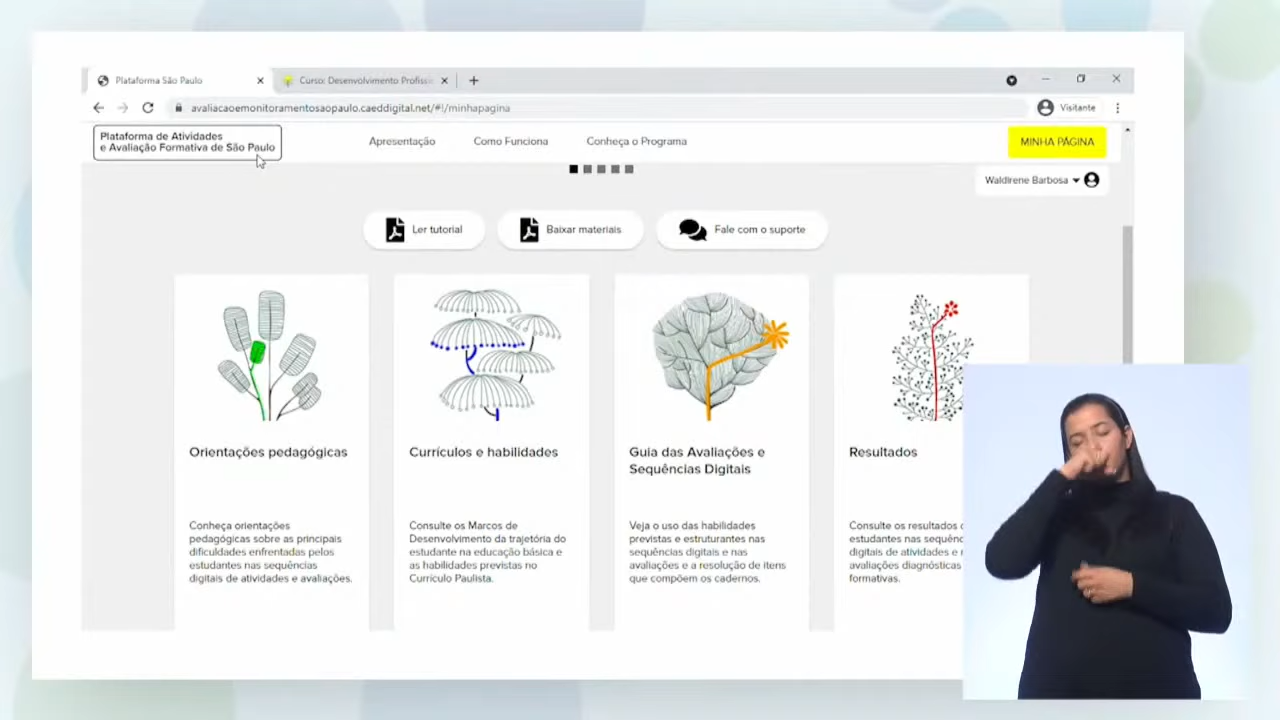 Plataforma São Paulo
Curso: Desenvolvimento Profissi
avaliacaoemonitoramentosaopaulo.caeddigital.net/#!/minhapagina
Visitante
Plataforma de Atividades
e Avaliação Formativa de São Paulo
Apresentação
Como Funciona
Conheça o Programa
MINHA PÁGINA
Waldirene Barbosa
Ler tutorial
Baixar materiais
Fale com o suporte
Orientações pedagógicas
Conheça orientações
pedagógicas sobre as principais
dificuldades enfrentadas pelos
estudantes nas sequências
digitais de atividades e avaliações.
Currículos e habilidades
Consulte os Marcos de
Desenvolvimento da trajetória do
estudante na educação básica e
as habilidades previstas no
Currículo Paulista.
Guia das Avaliações e
Sequências Digitais
Veja o uso das habilidades
previstas e estruturantes nas
sequências digitais e nas
avaliações e a resolução de itens
que compõem os cadernos.
Resultados
Consulte os resultados
estudantes nas sequênc
digitais de atividades e
avaliações diagnósticas
formativas.